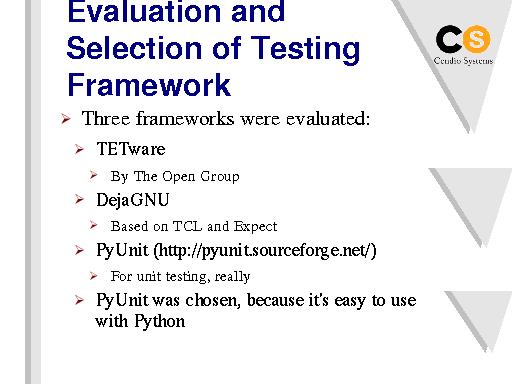 Evaluation and
Selection of Testing
Framework
CS
Cendio Systems
Three frameworks were evaluated:
TETware
By The Open Group
DejaGNU
Based on TCL and Expect
PyUnit (http://pyunit.sourceforge.net/)
For unit testing, really
PyUnit was chosen, because it's easy to use
with Python